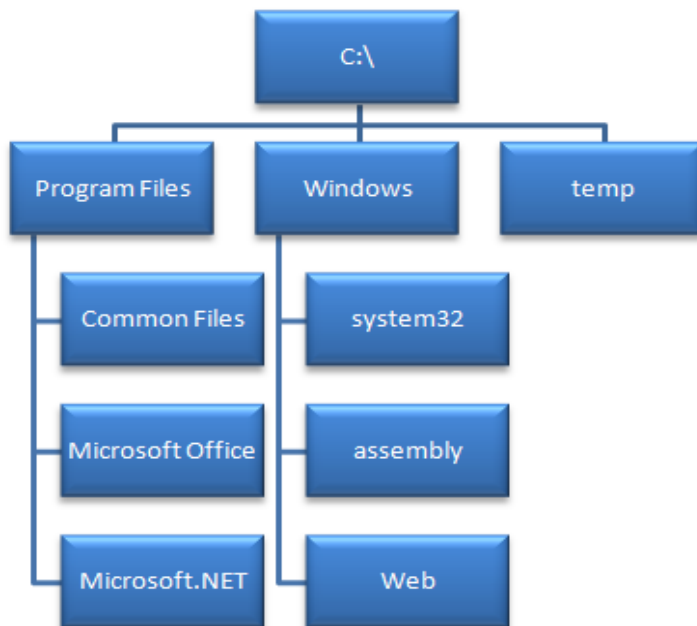 C:\
Program Files
Windows
temp
Common Files
system32
Microsoft Office
assembly
Microsoft.NET
Web